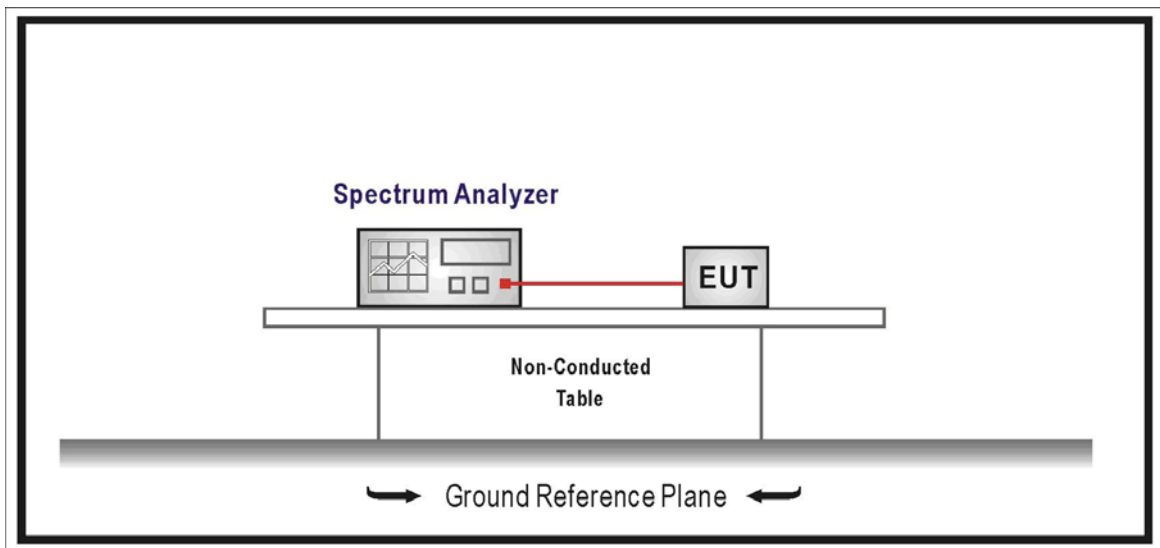 Spectrum Analyzer
EUT
Non-Conducted
Table
Ground Reference Plane